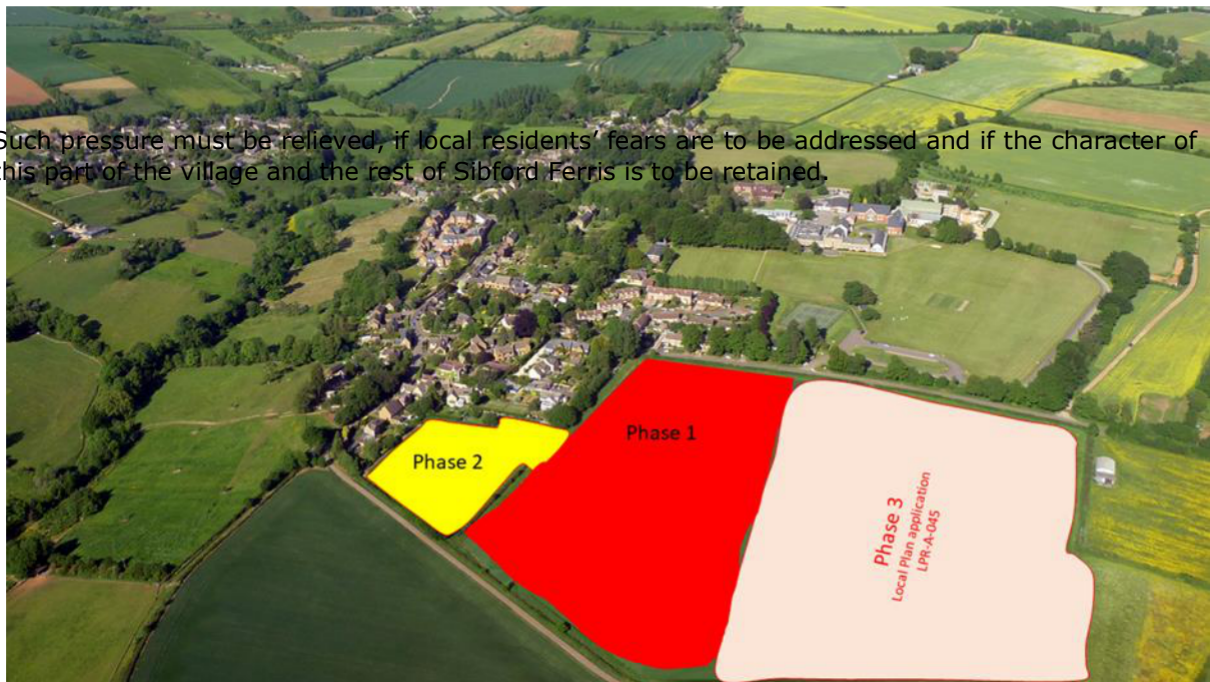 Such pressure must be relieved, if local residents' fears are to be addressed and if the character of
this part of the village and the rest of Sibford Ferris is to be retained.
Phase 1
Phase 2
Phase 3
Local Plan application
LPR-A-045